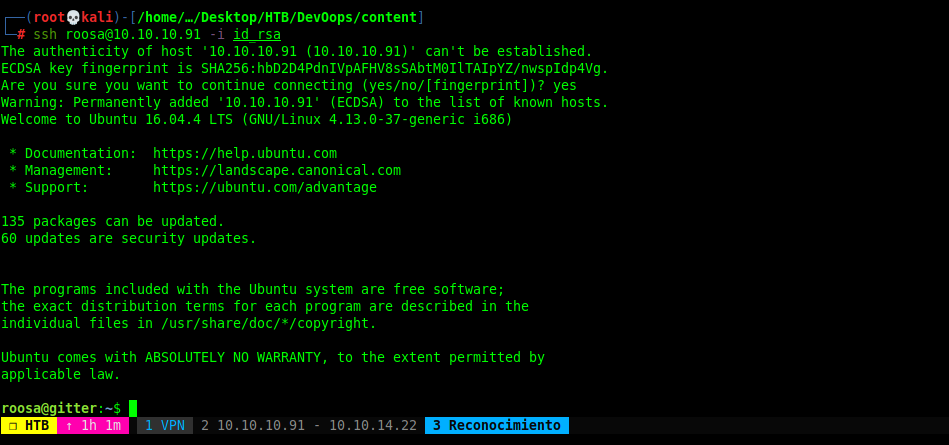 ┌──(root💀kali)-[/home/…/Desktop/HTB/DevOops/content]
└─# ssh roosa@10.10.10.91 -i id_rsa
The authenticity of host '10.10.10.91 (10.10.10.91)' can't be established.
ECDSA key fingerprint is SHA256:hbD2D4PdnIVpAFHV8sSAbtM0IlTAIpYZ/nwspIdp4Vg.
Are you sure you want to continue connecting (yes/no/[fingerprint])? yes
Warning: Permanently added '10.10.10.91' (ECDSA) to the list of known hosts.
Welcome to Ubuntu 16.04.4 LTS (GNU/Linux 4.13.0-37-generic i686)
 * Documentation:  https://help.ubuntu.com
 * Management:     https://landscape.canonical.com
 * Support:        https://ubuntu.com/advantage
135 packages can be updated.
60 updates are security updates.
The programs included with the Ubuntu system are free software;
the exact distribution terms for each program are described in the
individual files in /usr/share/doc/*/copyright.
Ubuntu comes with ABSOLUTELY NO WARRANTY, to the extent permitted by
applicable law.
roosa@gitter:~$
❐ HTB ↑ 1h 1m 1 VPN 2 10.10.10.91 - 10.10.14.22 3 Reconocimiento